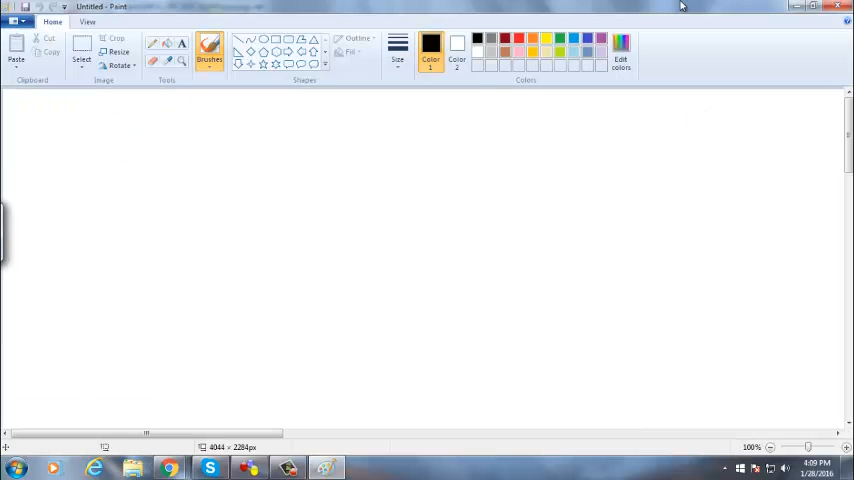 Untitled - Paint
Home View
Paste
Cut
Copy
Clipboard
Select
Crop
Resize
Rotate
Image
A
Tools
Brushes
Outline
Fill
Shapes
Size
Color 1
Color 2
Edit colors
Colors
4044 × 2284px
100%
4:09 PM
1/28/2016